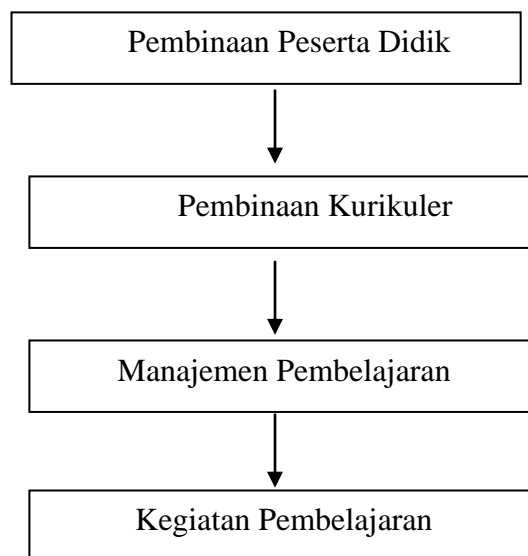 Pembinaan Peserta Didik
Pembinaan Kurikuler
Manajemen Pembelajaran
Kegiatan Pembelajaran